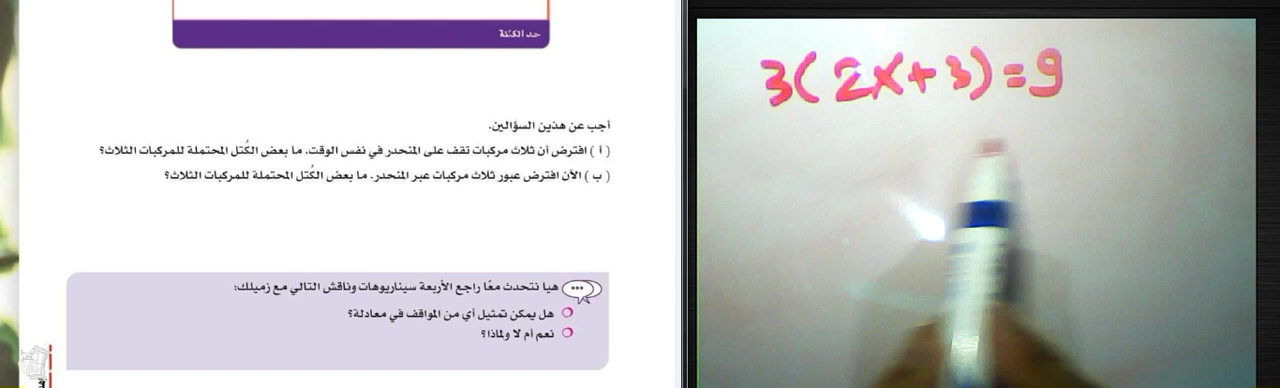 حد الكتلة
أجب عن هذين السؤالين.
( أ ) افترض أن ثلاث مركبات تقف على المنحدر في نفس الوقت. ما بعض الكُتل المحتملة للمركبات الثلاث؟
( ب ) الآن افترض عبور ثلاث مركبات عبر المنحدر. ما بعض الكُتل المحتملة للمركبات الثلاث؟
هيا نتحدث معًا راجع الأربعة سيناريوهات وناقش التالي مع زميلك:
هل يمكن تمثيل أي من المواقف في معادلة؟
نعم أم لا ولماذا؟
3(2x+3)=9